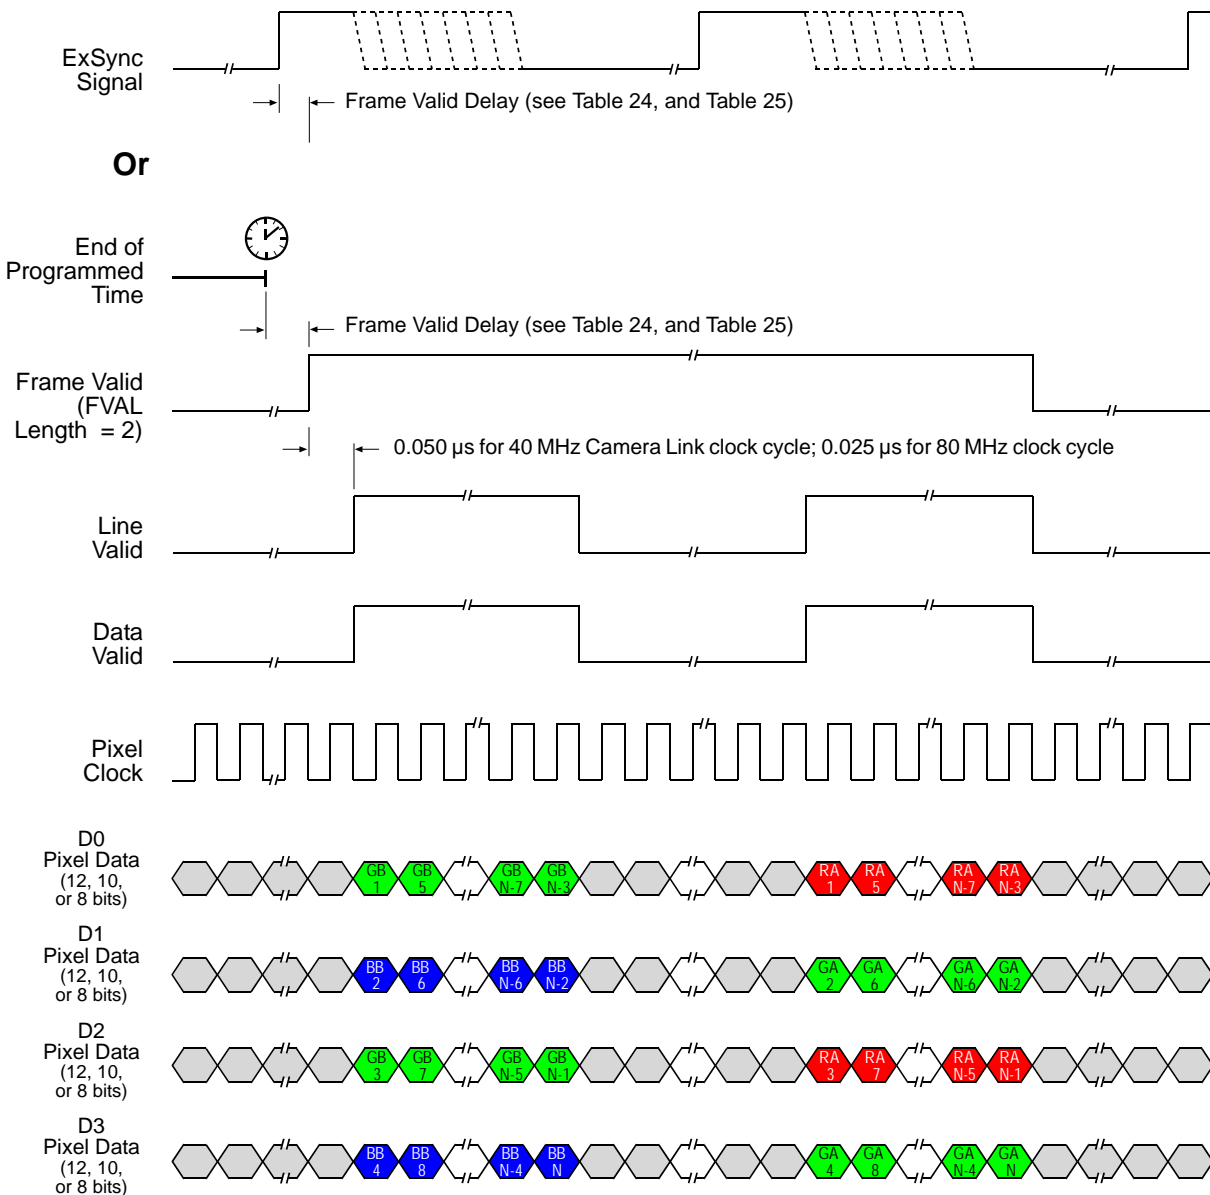 ExSync
Signal
Frame Valid Delay (see Table 24, and Table 25)
Or
End of
Programmed
Time
Frame Valid Delay (see Table 24, and Table 25)
Frame Valid
(FVAL
Length = 2)
0.050 µs for 40 MHz Camera Link clock cycle; 0.025 µs for 80 MHz clock cycle
Line
Valid
Data
Valid
Pixel
Clock
D0
Pixel Data
(12, 10,
or 8 bits)
GB GB GB GB RA RA RA RA
1 5 N-7 N-3 1 5 N-7 N-3
D1
Pixel Data
(12, 10,
or 8 bits)
BB BB BB BB GA GA GA GA
2 6 N-6 N-2 2 6 N-6 N-2
D2
Pixel Data
(12, 10,
or 8 bits)
GB GB GB GB RA RA RA RA
3 7 N-5 N-1 3 7 N-5 N-1
D3
Pixel Data
(12, 10,
or 8 bits)
BB BB BB BB GA GA GA GA
4 8 N-4 N 4 8 N-4 N